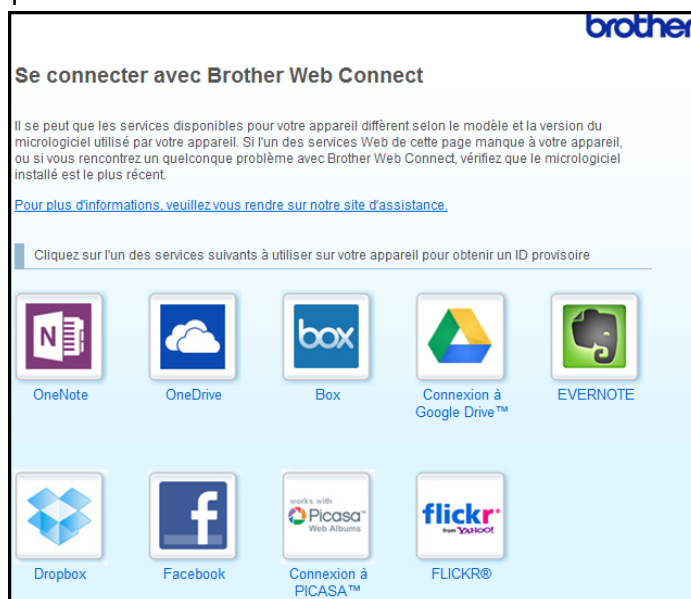 brother
Se connecter avec Brother Web Connect
Il se peut que les services disponibles pour votre appareil diffèrent selon le modèle et la version du
micrologiciel utilisé par votre appareil. Si l'un des services Web de cette page manque à votre appareil,
ou si vous rencontrez un quelconque problème avec Brother Web Connect, vérifiez que le micrologiciel
installé est le plus récent.
Pour plus d'informations, veuillez vous rendre sur notre site d'assistance.
Cliquez sur l'un des services suivants à utiliser sur votre appareil pour obtenir un ID provisoire
N
box
OneNote
OneDrive
Box
Connexion à
Google Drive™
EVERNOTE
f
works with
Picasa™
Web Albums
flickr
from YAHOO!
Dropbox
Facebook
Connexion à
PICASA™
FLICKR®